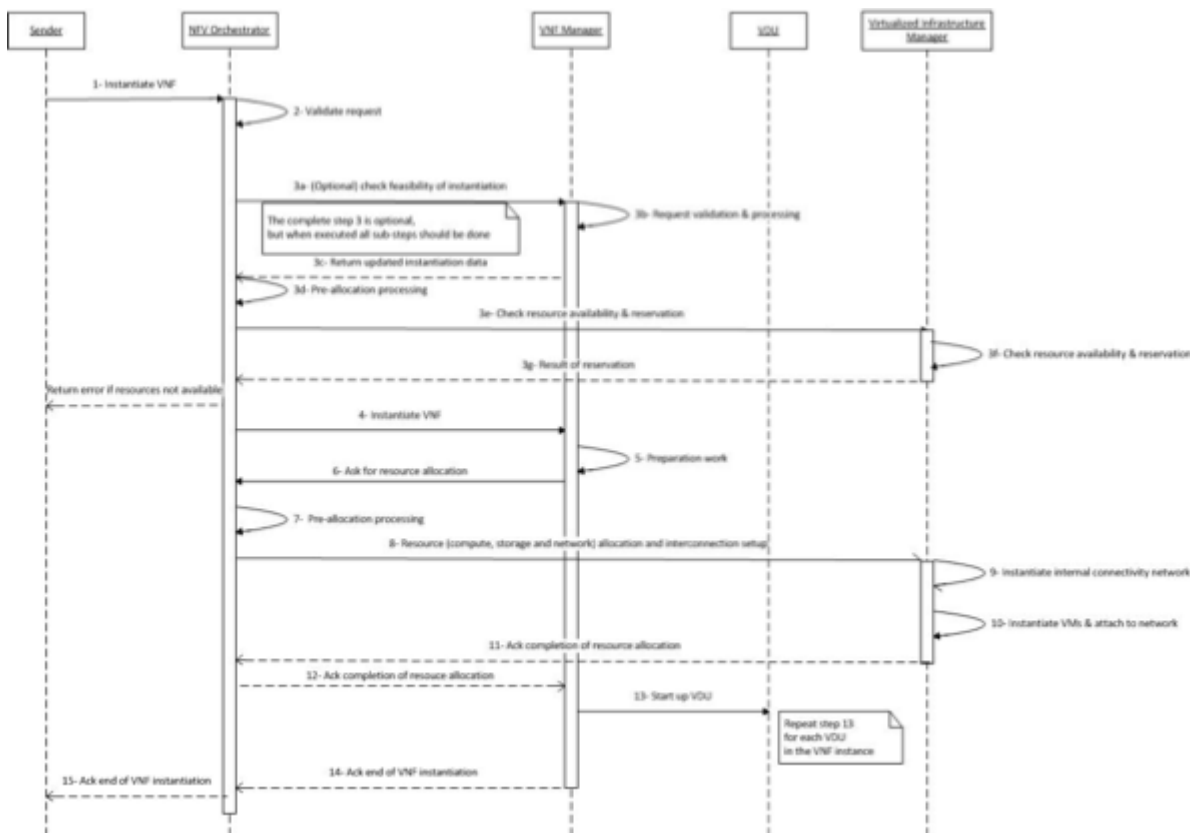 Sender
NFV Orchestrator
VNF Manager
VDU
Virtualized Infrastructure
Manager
1- Instantiate VNF
2- Validate request
3a- (Optional) check feasibility of instantiation
3b- Request validation & processing
The complete step 3 is optional,
but when executed all sub-steps should be done
3c- Return updated instantiation data
3d- Pre-allocation processing
3e- Check resource availability & reservation
3f- Check resource availability & reservation
3g- Result of reservation
Return error if resources not available
4- Instantiate VNF
5- Preparation work
6- Ask for resource allocation
7- Pre-allocation processing
8- Resource (compute, storage and network) allocation and interconnection setup
9- Instantiate internal connectivity network
10- Instantiate VMs & attach to network
11- Ack completion of resource allocation
12- Ack completion of resouce allocation
13- Start up VDU
Repeat step 13
for each VDU
in the VNF instance
14- Ack end of VNF instantiation
15- Ack end of VNF instantiation